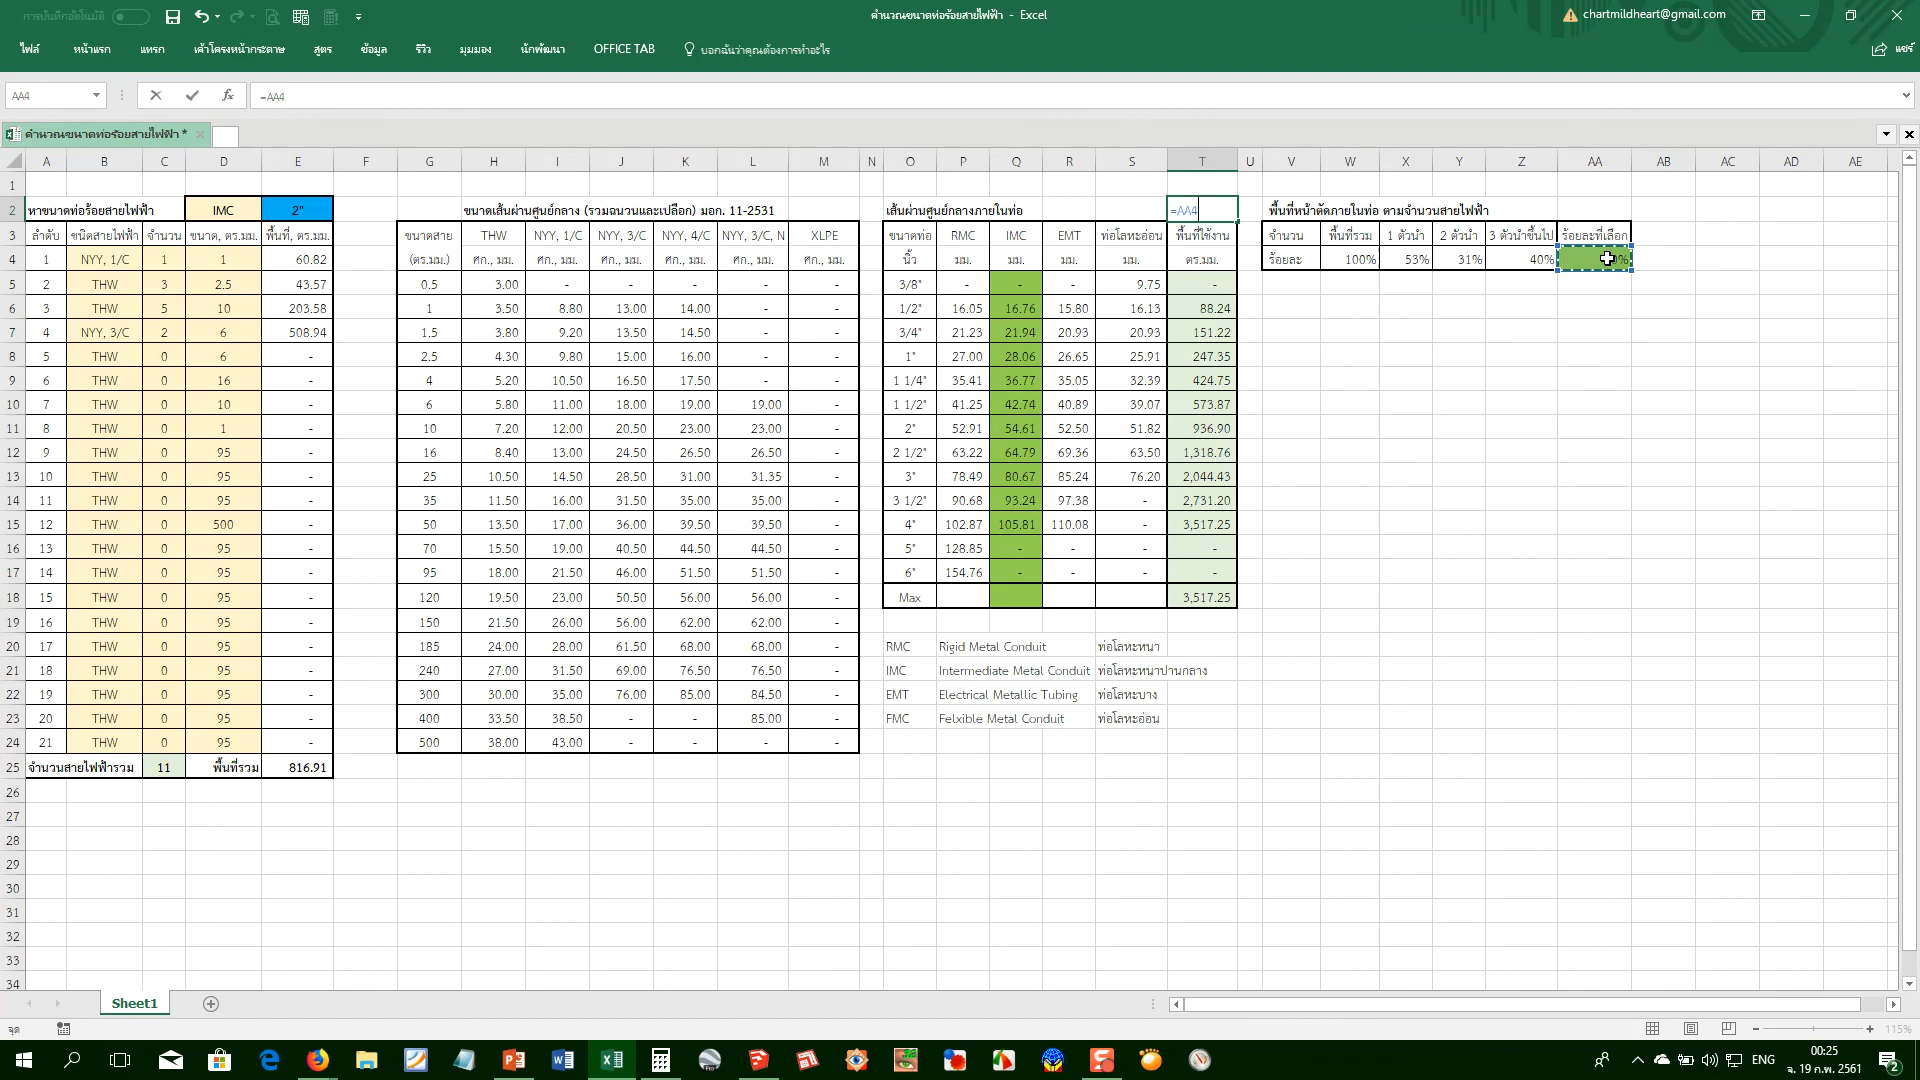 การบันทึกอัตโนมัติ
คำนวณขนาดท่อร้อยสายไฟฟ้า - Excel
chartmildheart@gmail.com
ไฟล์ หน้าแรก แทรก เค้าโครงหน้ากระดาษ สูตร ข้อมูล รีวิว มุมมอง นักพัฒนา OFFICE TAB บอกฉันว่าคุณต้องการทำอะไร แชร์
AA4 fx =AA4
คำนวณขนาดท่อร้อยสายไฟฟ้า *
A B C D E F G H I J K L M N O P Q R S T U V W X Y Z AA AB AC AD AE
1
2 หาขนาดท่อร้อยสายไฟฟ้า IMC 2" ขนาดเส้นผ่านศูนย์กลาง (รวมฉนวนและเปลือก) มอก. 11-2531 เส้นผ่านศูนย์กลางภายในท่อ =AA4 พื้นที่หน้าตัดภายในท่อ ตามจำนวนสายไฟฟ้า
3 ลำดับ ชนิดสายไฟฟ้า จำนวน ขนาด, ตร.มม. พื้นที่, ตร.มม. ขนาดสาย THW NYY, 1/C NYY, 3/C NYY, 4/C NYY, 3/C, N XLPE ขนาดท่อ RMC IMC EMT ท่อโลหะอ่อน พื้นที่ใช้งาน จำนวน พื้นที่รวม 1 ตัวนำ 2 ตัวนำ 3 ตัวนำขึ้นไป ร้อยละที่เลือก
4 1 NYY, 1/C 1 1 60.82 (ตร.มม.) ศก., มม. ศก., มม. ศก., มม. ศก., มม. ศก., มม. ศก., มม. นิ้ว มม. มม. มม. มม. ตร.มม. ร้อยละ 100% 53% 31% 40%
5 2 THW 3 2.5 43.57 0.5 3.00 - - - - - 3/8" - - - 9.75 -
6 3 THW 5 10 203.58 1 3.50 8.80 13.00 14.00 - - 1/2" 16.05 16.76 15.80 16.13 88.24
7 4 NYY, 3/C 2 6 508.94 1.5 3.80 9.20 13.50 14.50 - - 3/4" 21.23 21.94 20.93 20.93 151.22
8 5 THW 0 6 - 2.5 4.30 9.80 15.00 16.00 - - 1" 27.00 28.06 26.65 25.91 247.35
9 6 THW 0 16 - 4 5.20 10.50 16.50 17.50 - - 1 1/4" 35.41 36.77 35.05 32.39 424.75
10 7 THW 0 10 - 6 5.80 11.00 18.00 19.00 19.00 - 1 1/2" 41.25 42.74 40.89 39.07 573.87
11 8 THW 0 1 - 10 7.20 12.00 20.50 23.00 23.00 - 2" 52.91 54.61 52.50 51.82 936.90
12 9 THW 0 95 - 16 8.40 13.00 24.50 26.50 26.50 - 2 1/2" 63.22 64.79 69.36 63.50 1,318.76
13 10 THW 0 95 - 25 10.50 14.50 28.50 31.00 31.35 - 3" 78.49 80.67 85.24 76.20 2,044.43
14 11 THW 0 95 - 35 11.50 16.00 31.50 35.00 35.00 - 3 1/2" 90.68 93.24 97.38 - 2,731.20
15 12 THW 0 500 - 50 13.50 17.00 36.00 39.50 39.50 - 4" 102.87 105.81 110.08 - 3,517.25
16 13 THW 0 95 - 70 15.50 19.00 40.50 44.50 44.50 - 5" 128.85 - - - -
17 14 THW 0 95 - 95 18.00 21.50 46.00 51.50 51.50 - 6" 154.76 - - - -
18 15 THW 0 95 - 120 19.50 23.00 50.50 56.00 56.00 - Max 3,517.25
19 16 THW 0 95 - 150 21.50 26.00 56.00 62.00 62.00 -
20 17 THW 0 95 - 185 24.00 28.00 61.50 68.00 68.00 - RMC Rigid Metal Conduit ท่อโลหะหนา
21 18 THW 0 95 - 240 27.00 31.50 69.00 76.50 76.50 - IMC Intermediate Metal Conduit ท่อโลหะหนาปานกลาง
22 19 THW 0 95 - 300 30.00 35.00 76.00 85.00 84.50 - EMT Electrical Metallic Tubing ท่อโลหะบาง
23 20 THW 0 95 - 400 33.50 38.50 - - 85.00 - FMC Felxible Metal Conduit ท่อโลหะอ่อน
24 21 THW 0 95 - 500 38.00 43.00 - - - -
25 จำนวนสายไฟฟ้ารวม 11 พื้นที่รวม 816.91
26
27
28
29
30
31
32
33
34
Sheet1
จุด 115%
ENG 00:25
จ. 19 ก.พ. 2561
2